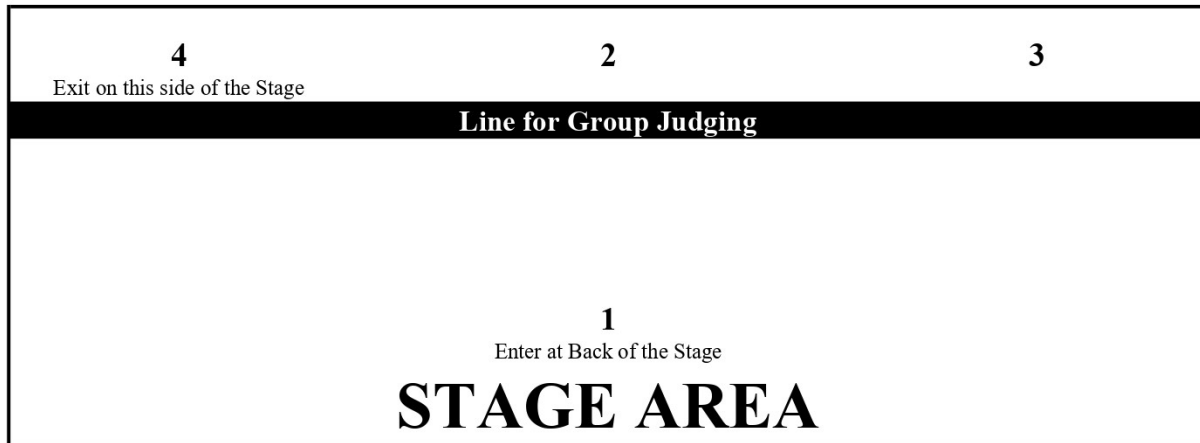 4 2 3
Exit on this side of the Stage
Line for Group Judging
1
Enter at Back of the Stage
STAGE AREA